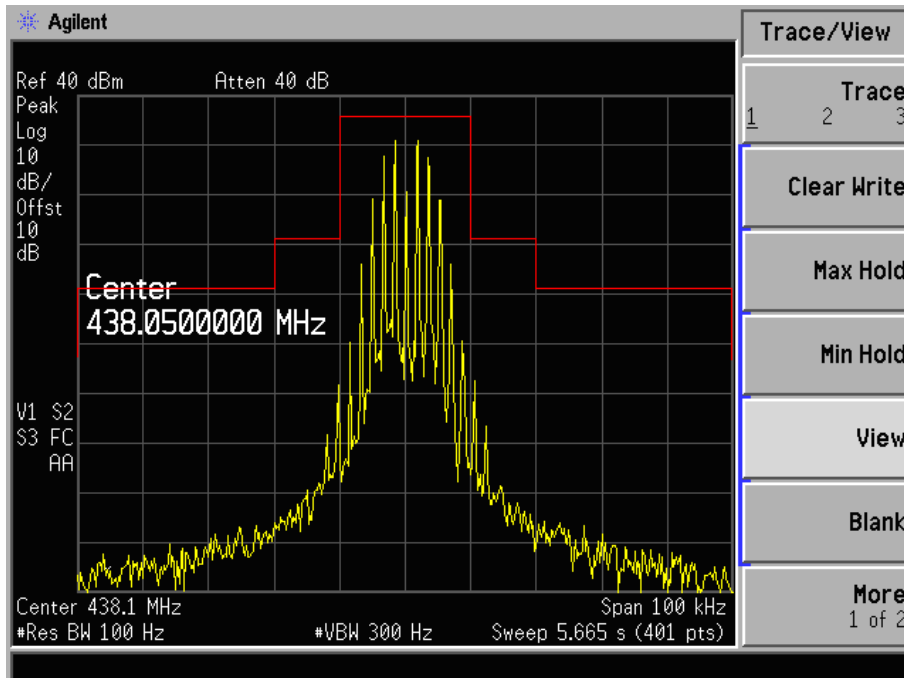 Agilent
Ref 40 dBm Atten 40 dB
Peak
Log
10
dB/
Offst
10
dB
Center
438.0500000 MHz
V1 S2
S3 FC
AA
Center 438.1 MHz Span 100 kHz
#Res BW 100 Hz #VBW 300 Hz Sweep 5.665 s (401 pts)
Trace/View
Trace
1 2 3
Clear Write
Max Hold
Min Hold
View
Blank
More
1 of 2